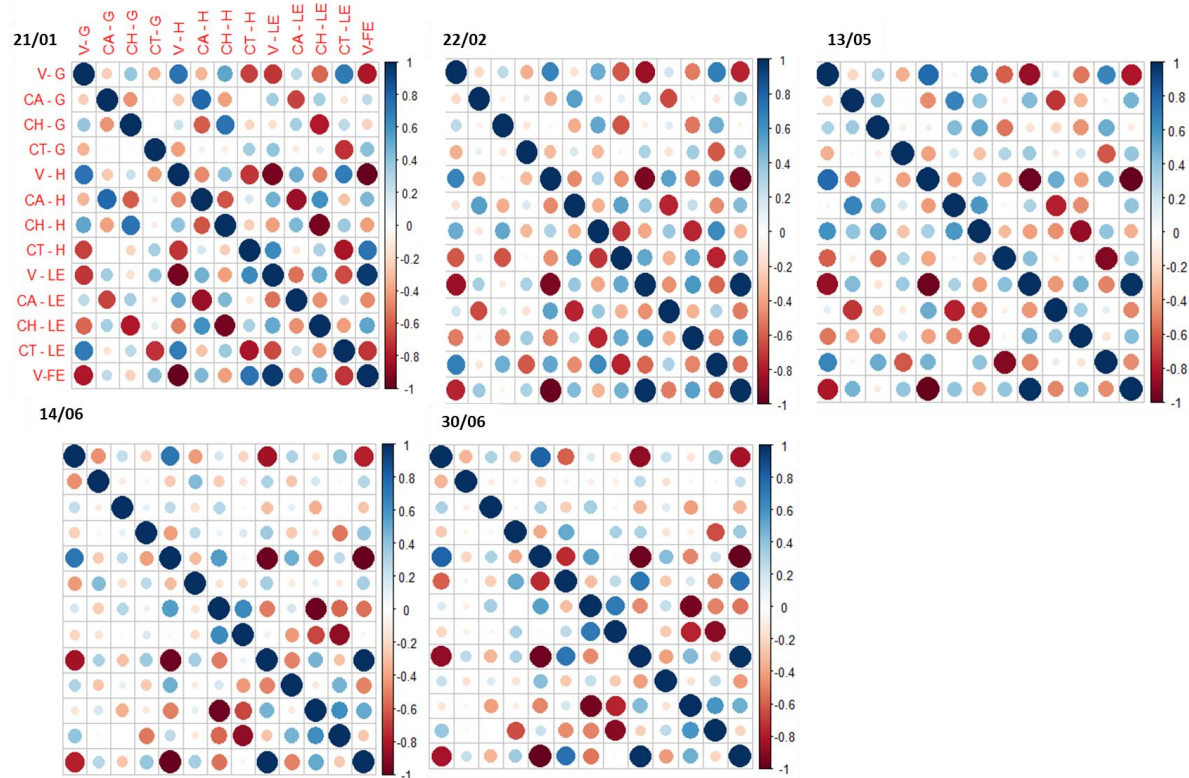 21/01
V- G
CA - G
CH - G
CT- G
V - H
CA - H
CH - H
CT - H
V - LE
CA - LE
CH - LE
CT - LE
V-FE
V- G
CA - G
CH - G
CT- G
V - H
CA - H
CH - H
CT - H
V - LE
CA - LE
CH - LE
CT - LE
V-FE
1
0.8
0.6
0.4
0.2
0
-0.2
-0.4
-0.6
-0.8
-1
22/02
1
0.8
0.6
0.4
0.2
0
-0.2
-0.4
-0.6
-0.8
-1
13/05
1
0.8
0.6
0.4
0.2
0
-0.2
-0.4
-0.6
-0.8
-1
14/06
1
0.8
0.6
0.4
0.2
0
-0.2
-0.4
-0.6
-0.8
-1
30/06
1
0.8
0.6
0.4
0.2
0
-0.2
-0.4
-0.6
-0.8
-1